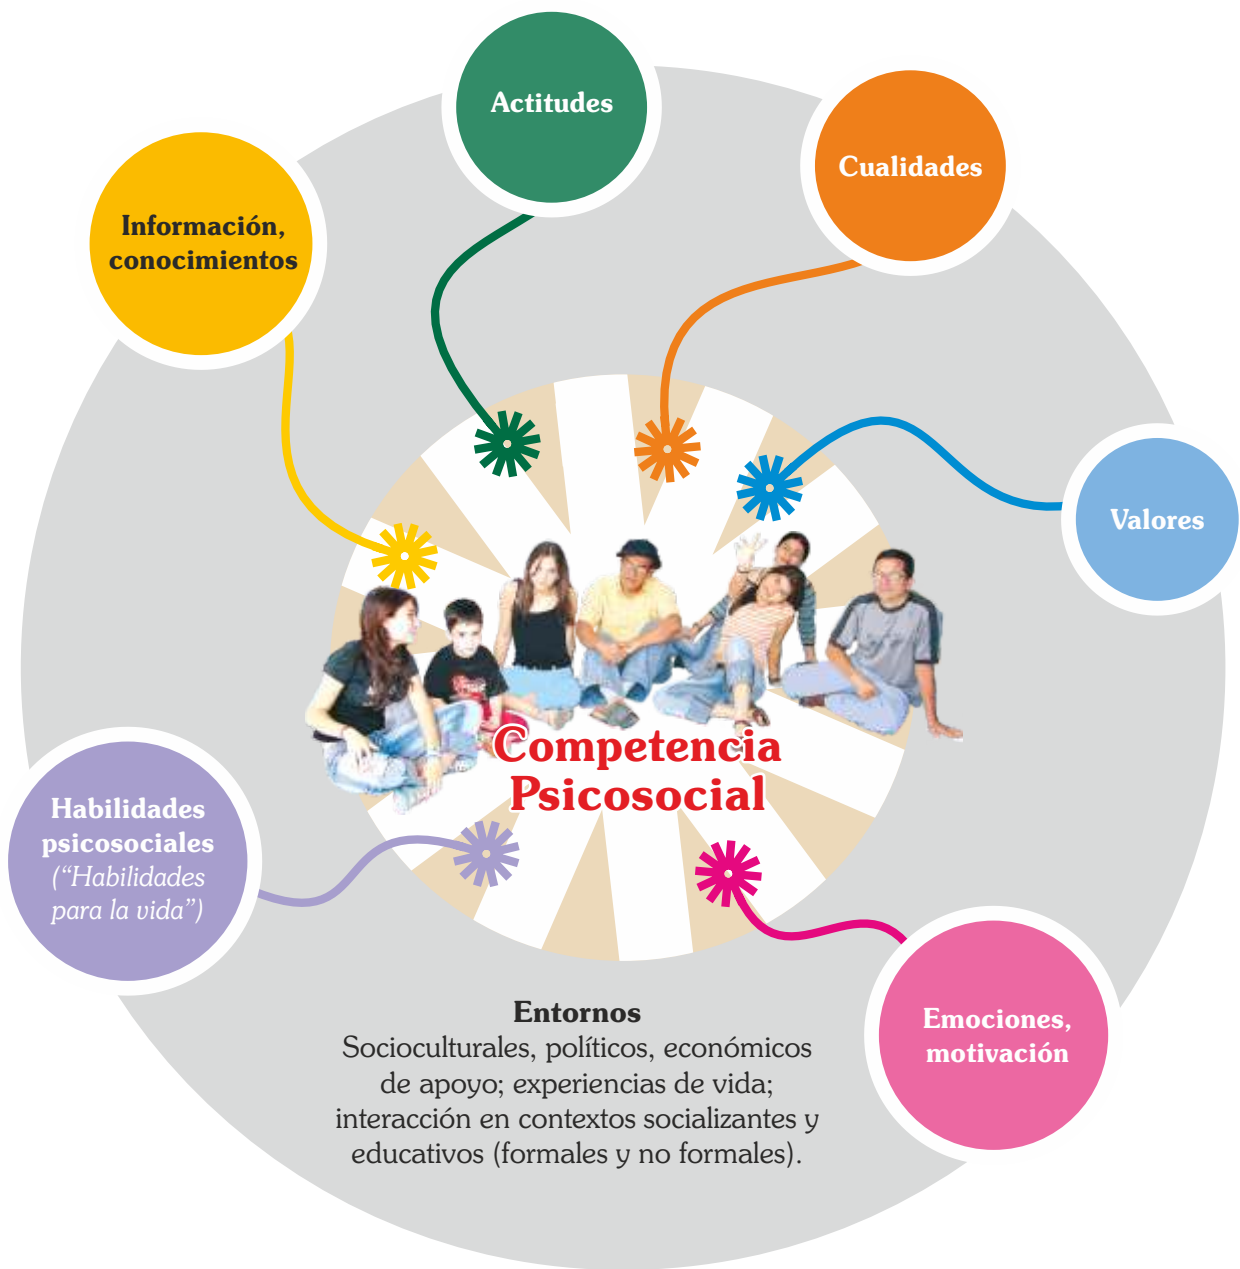 Actitudes
Cualidades
Información,
conocimientos
Valores
Competencia
Psicosocial
Habilidades
psicosociales
(“Habilidades
para la vida”)
Emociones,
motivación
Entornos
Socioculturales, políticos, económicos
de apoyo; experiencias de vida;
interacción en contextos socializantes y
educativos (formales y no formales).